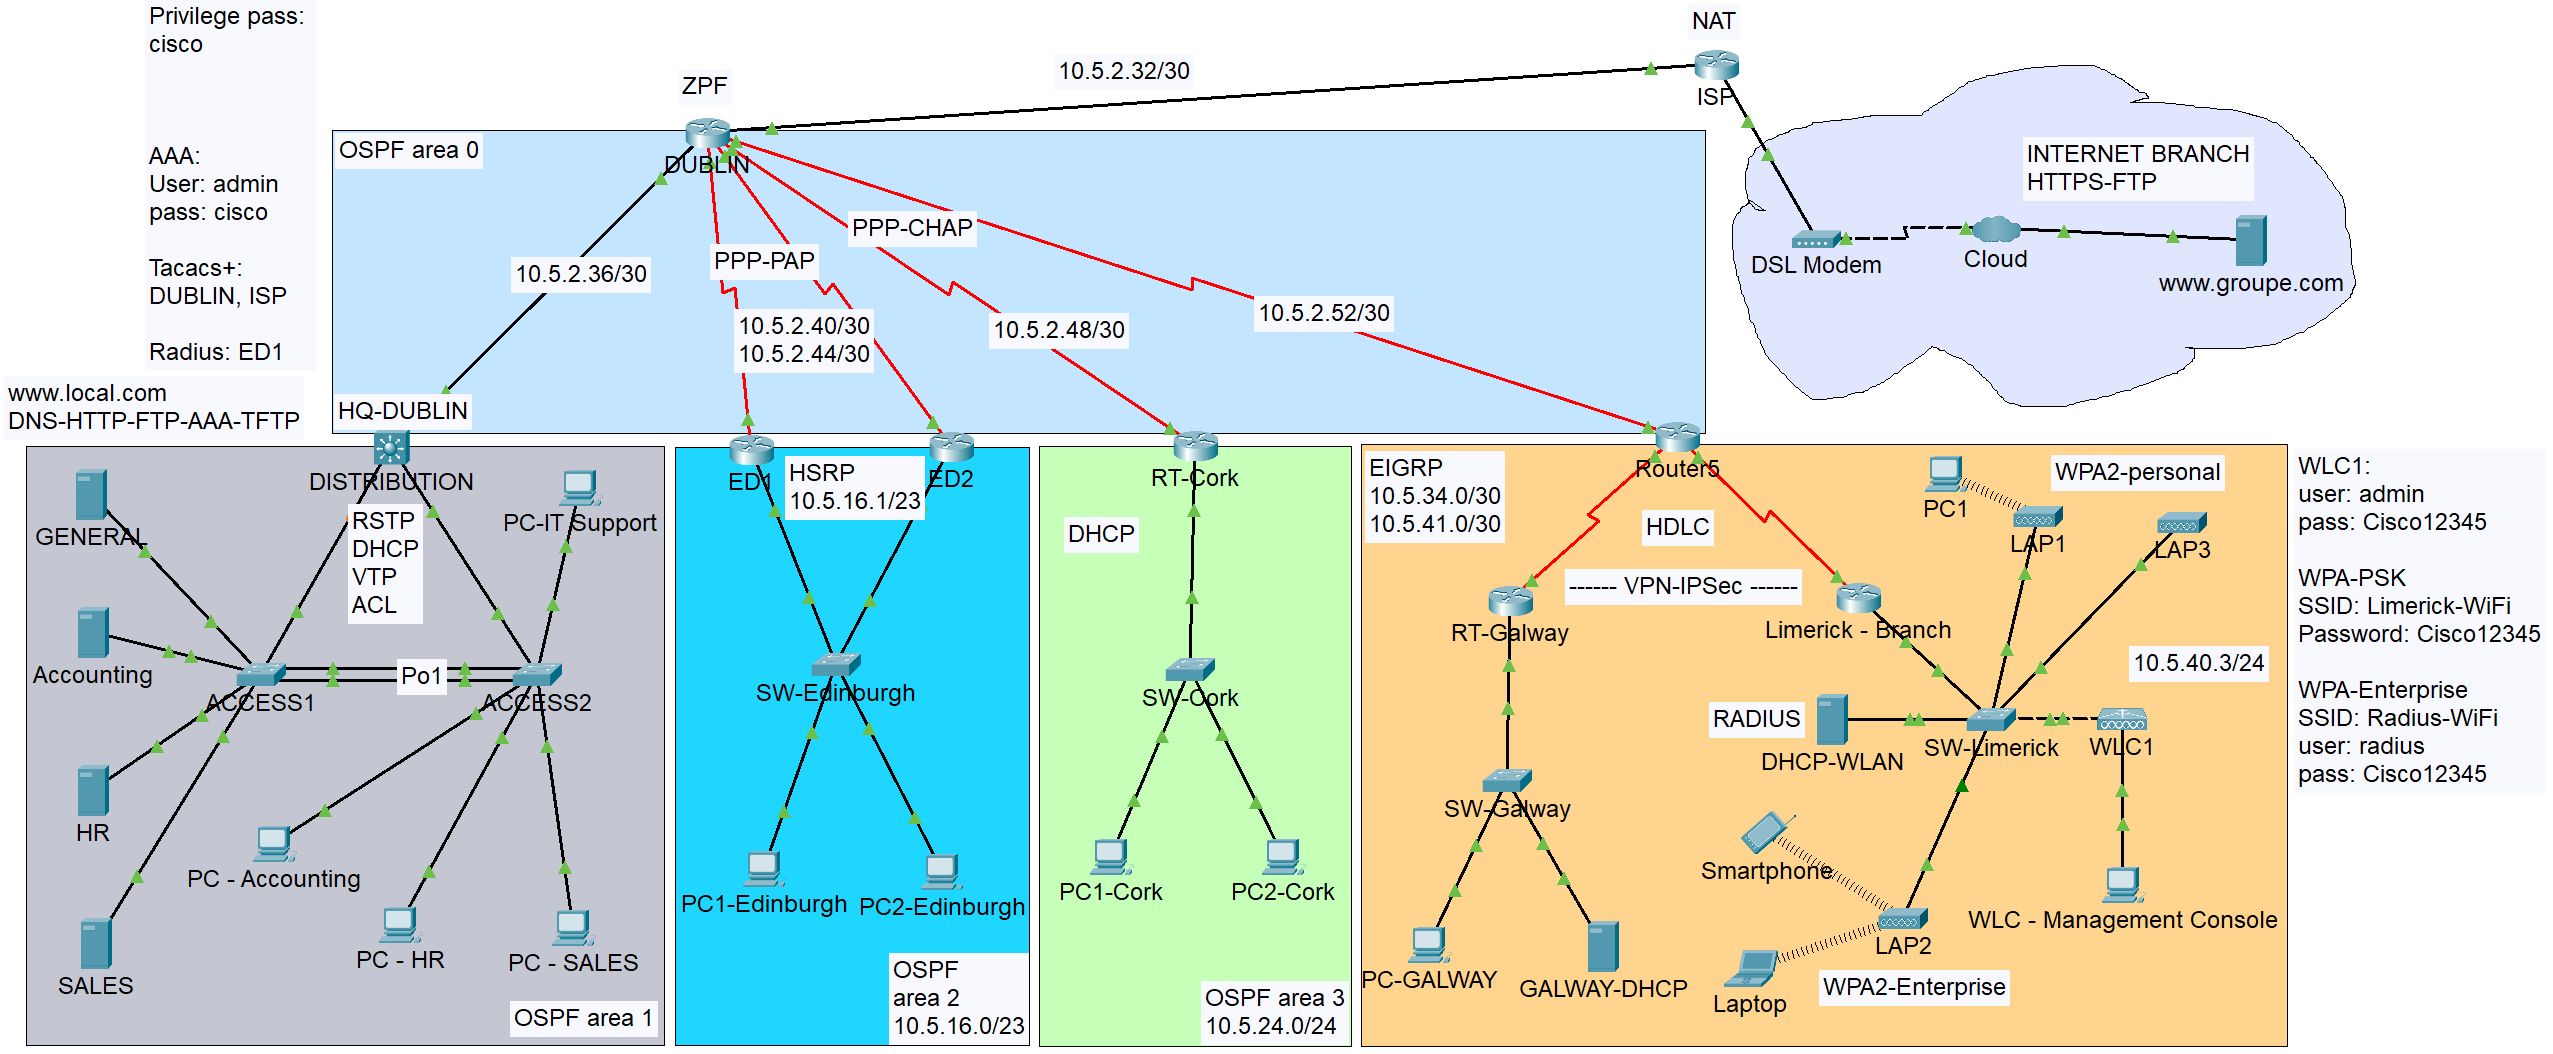 Privilege pass:
cisco
AAA:
User: admin
pass: cisco
Tacacs+:
DUBLIN, ISP
Radius: ED1
www.local.com
DNS-HTTP-FTP-AAA-TFTP
ZPF
DUBLIN
10.5.2.32/30
NAT
ISP
INTERNET BRANCH
HTTPS-FTP
DSL Modem
Cloud
www.groupe.com
OSPF area 0
PPP-CHAP
PPP-PAP
10.5.2.36/30
10.5.2.40/30
10.5.2.44/30
10.5.2.48/30
10.5.2.52/30
HQ-DUBLIN
DISTRIBUTION
RSTP
DHCP
VTP
ACL
GENERAL
PC-IT Support
Accounting
ACCESS1
Po1
ACCESS2
HR
PC - Accounting
SALES
PC - HR
PC - SALES
OSPF area 1
ED1
HSRP
10.5.16.1/23
ED2
SW-Edinburgh
PC1-Edinburgh
PC2-Edinburgh
OSPF
area 2
10.5.16.0/23
RT-Cork
DHCP
SW-Cork
PC1-Cork
PC2-Cork
OSPF area 3
10.5.24.0/24
EIGRP
10.5.34.0/30
10.5.41.0/30
Router5
HDLC
------ VPN-IPSec ------
RT-Galway
Limerick - Branch
SW-Galway
PC-GALWAY
GALWAY-DHCP
WPA2-personal
PC1
LAP1
LAP3
10.5.40.3/24
RADIUS
DHCP-WLAN
SW-Limerick
WLC1
Smartphone
WLC - Management Console
LAP2
Laptop
WPA2-Enterprise
WLC1:
user: admin
pass: Cisco12345
WPA-PSK
SSID: Limerick-WiFi
Password: Cisco12345
WPA-Enterprise
SSID: Radius-WiFi
user: radius
pass: Cisco12345